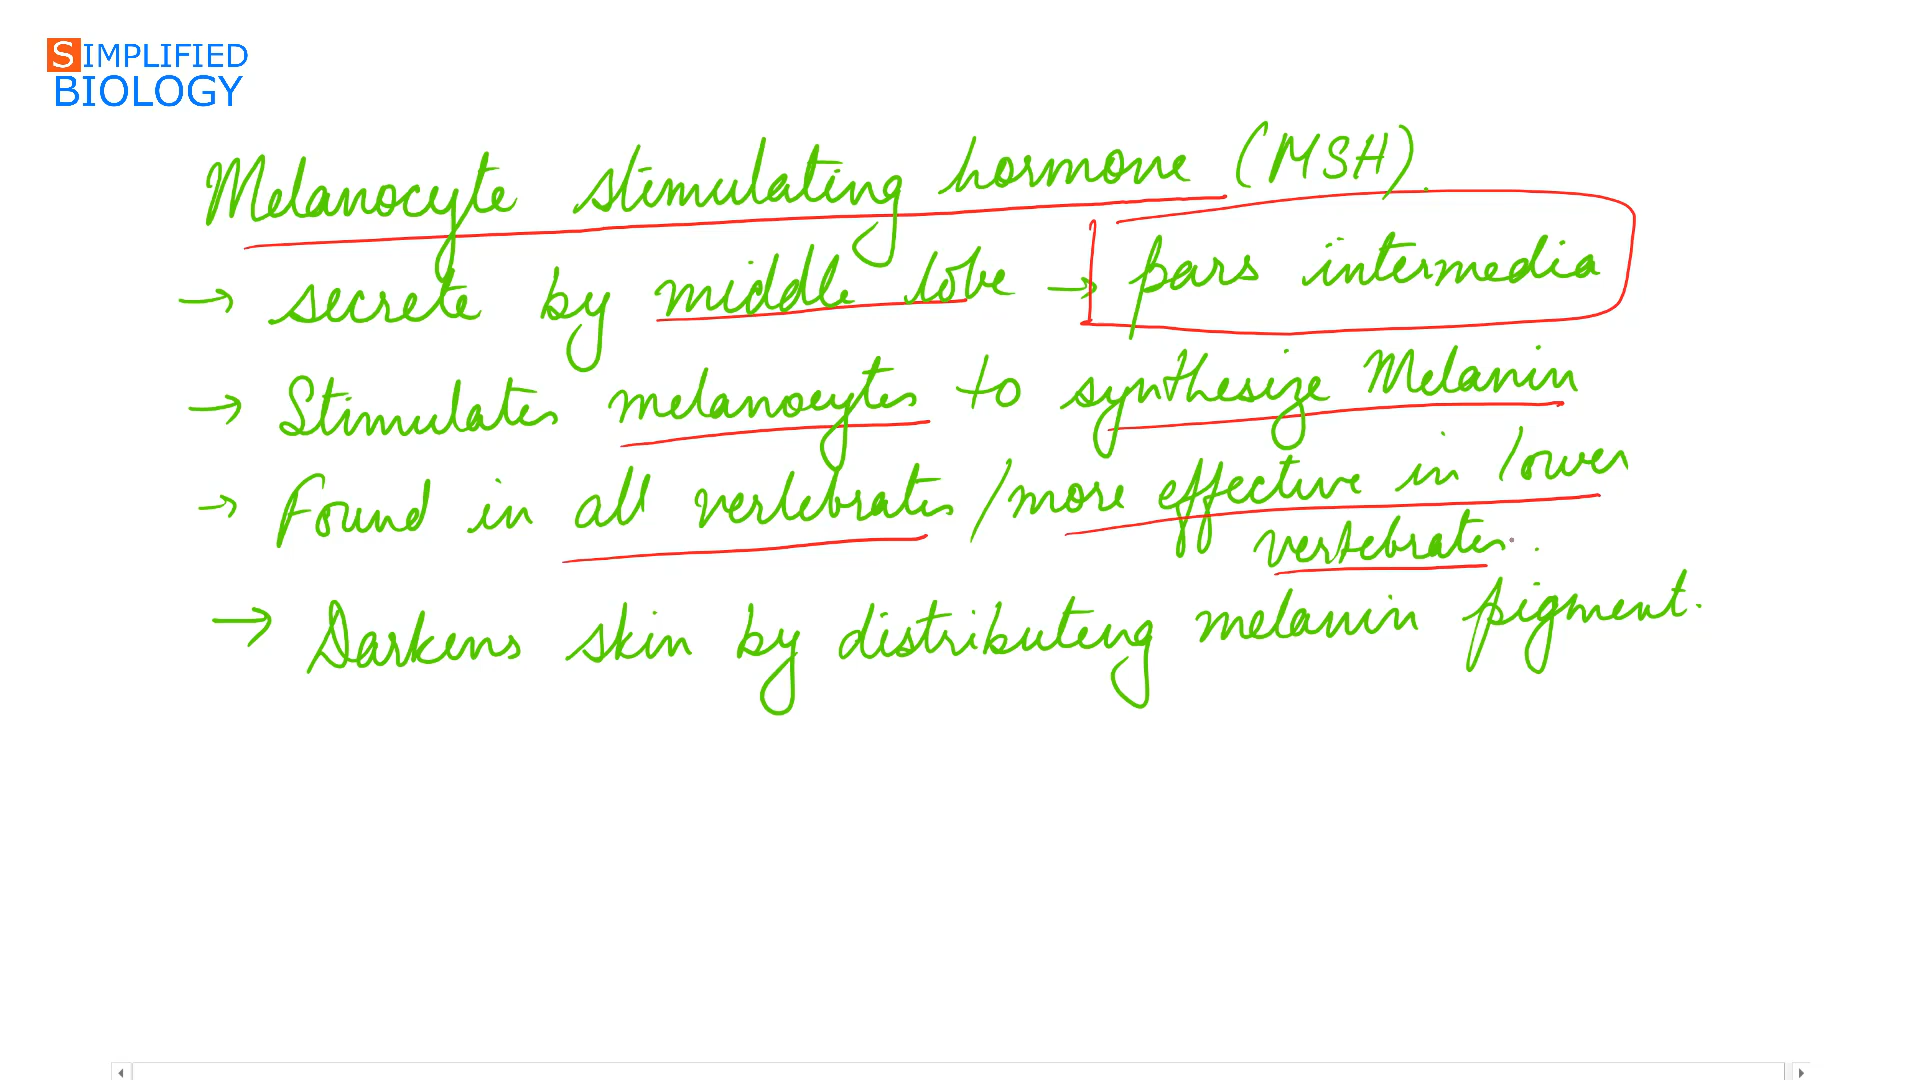 SIMPLIFIED
BIOLOGY
Melanocyte stimulating hormone (MSH).
→ secrete by middle lobe → pars intermedia
→ Stimulates melanocytes to synthesize Melanin
→ Found in all vertebrates / more effective in lower
vertebrates.
→ Darkens skin by distributing melanin pigment.